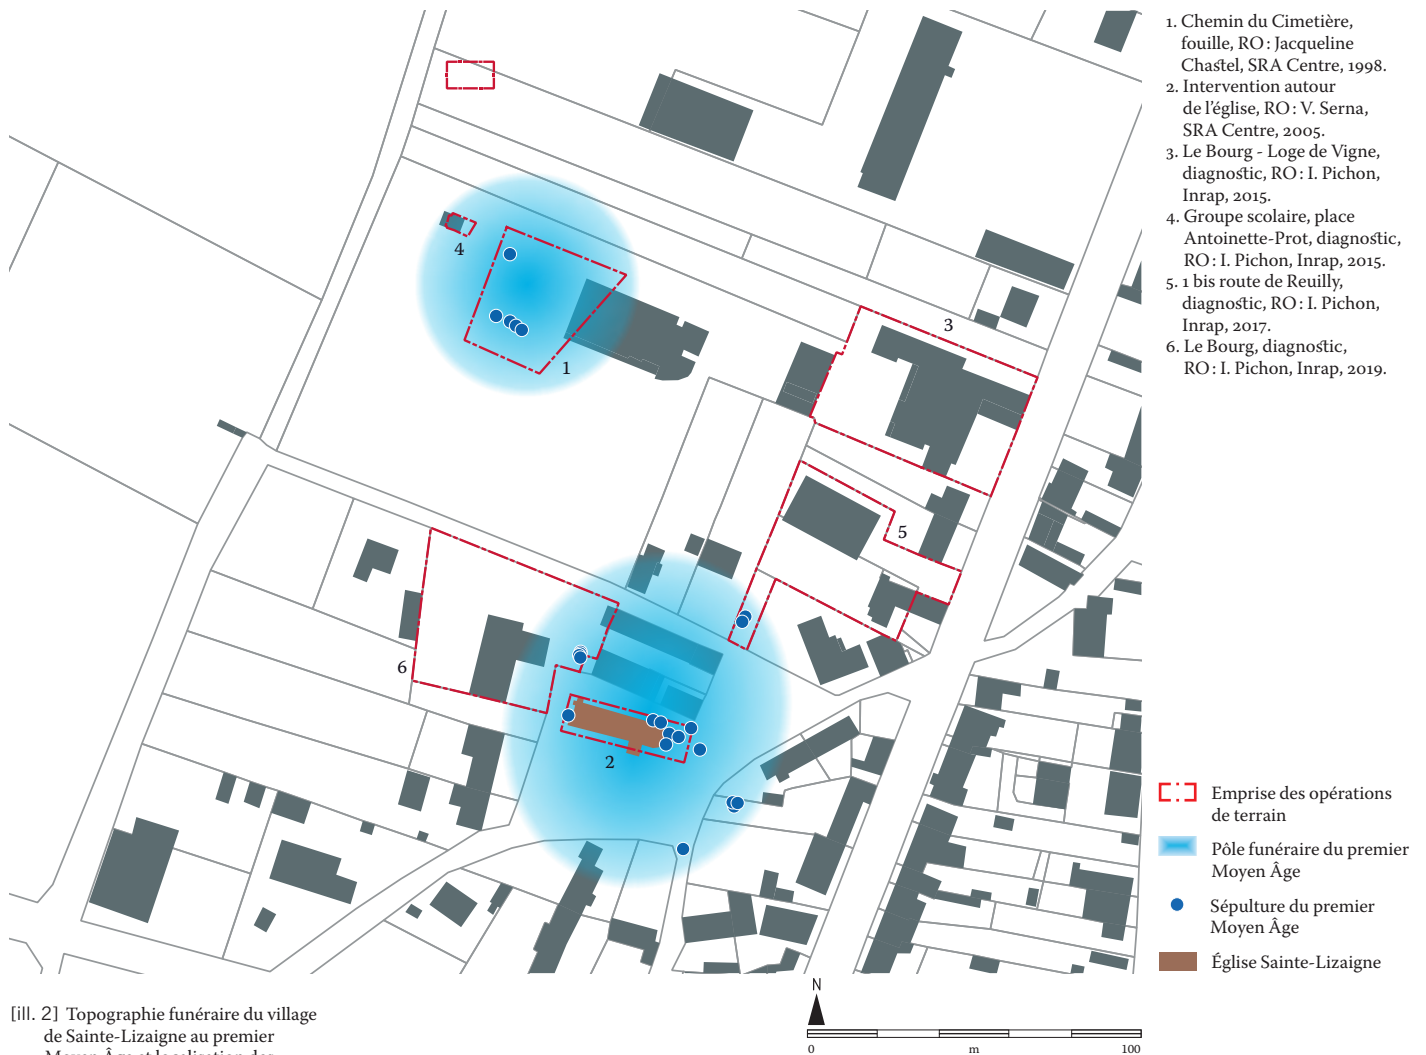 1. Chemin du Cimetière,
fouille, RO : Jacqueline
Chastel, SRA Centre, 1998.
2. Intervention autour
de l'église, RO : V. Serna,
SRA Centre, 2005.
3. Le Bourg - Loge de Vigne,
diagnostic, RO : I. Pichon,
Inrap, 2015.
4. Groupe scolaire, place
Antoinette-Prot, diagnostic,
RO : I. Pichon, Inrap, 2015.
5. 1 bis route de Reuilly,
diagnostic, RO : I. Pichon,
Inrap, 2017.
6. Le Bourg, diagnostic,
RO : I. Pichon, Inrap, 2019.
4
1
3
5
6
2
Emprise des opérations
de terrain
Pôle funéraire du premier
Moyen Âge
Sépulture du premier
Moyen Âge
Église Sainte-Lizaigne
N
0 m 100
[ill. 2] Topographie funéraire du village
de Sainte-Lizaigne au premier
Moyen Âge et localisation des